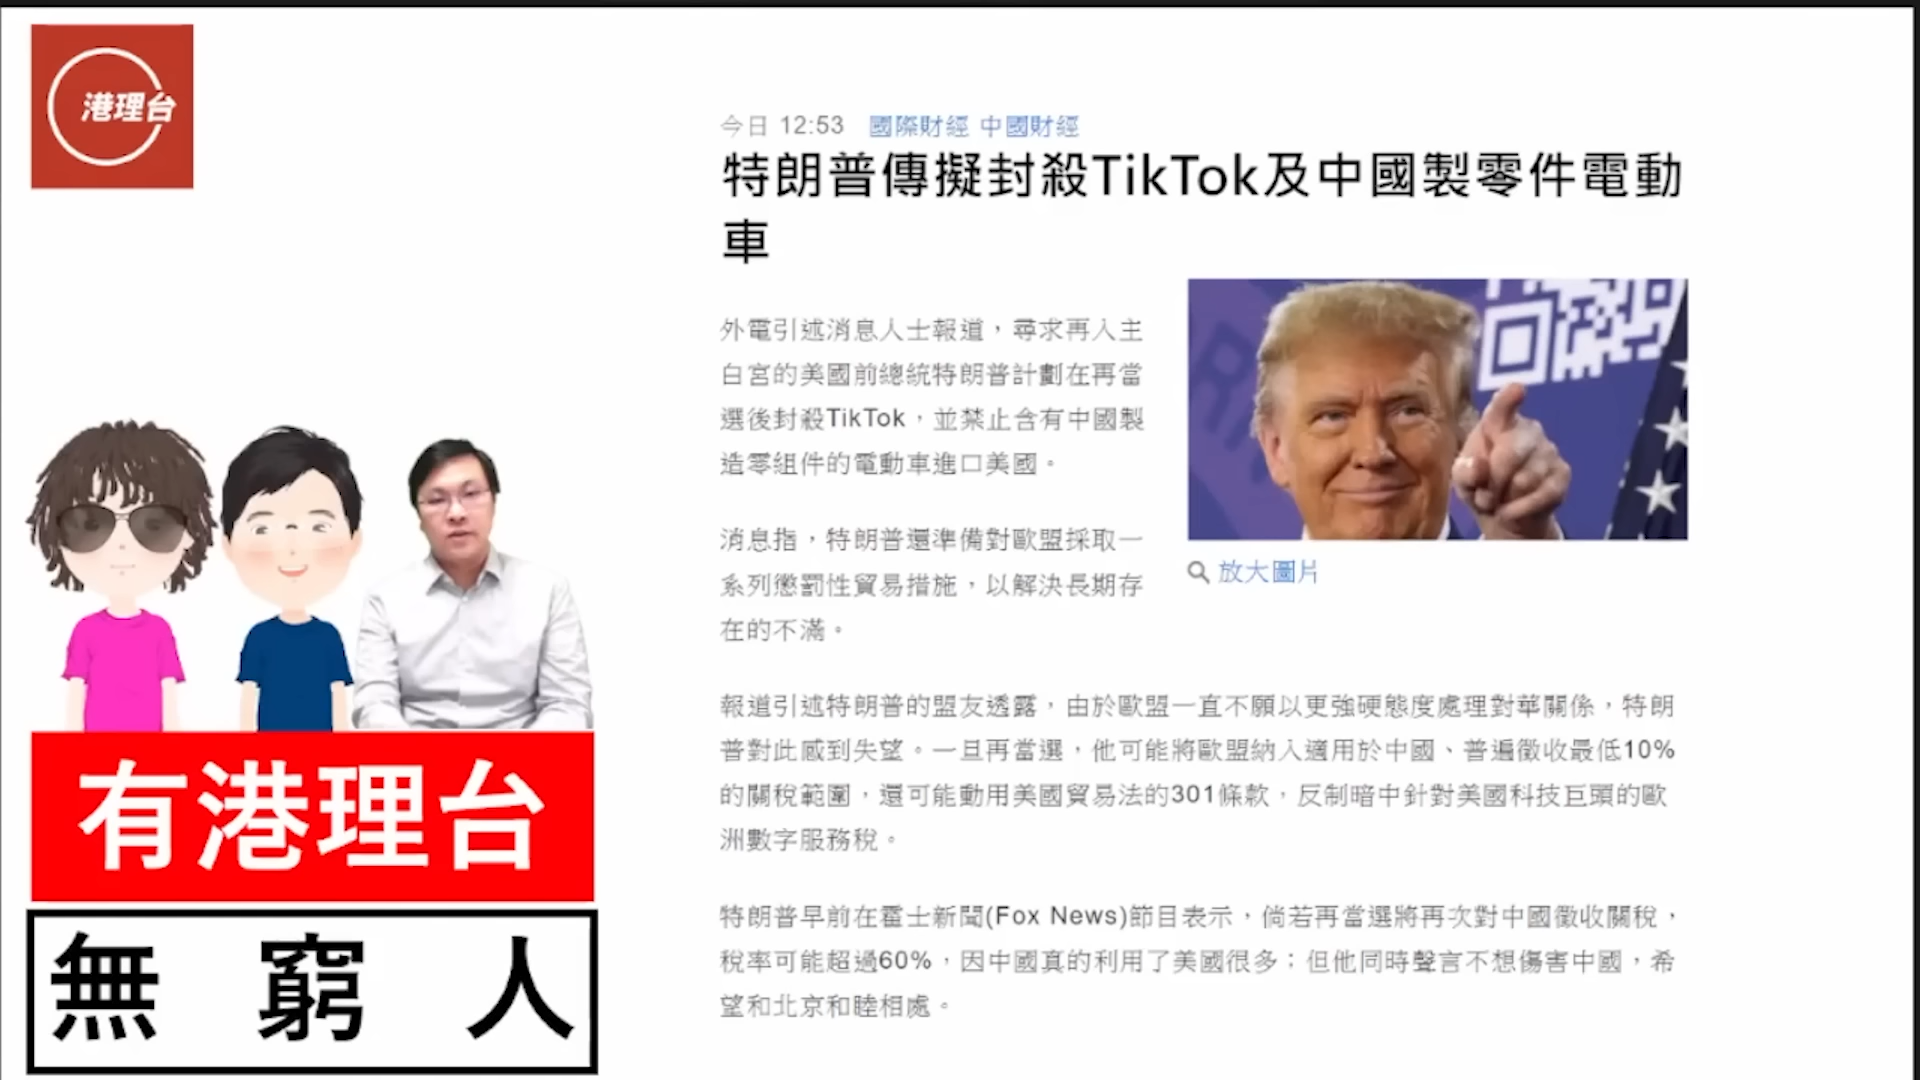 港理台
今日 12:53 國際財經 中國財經
特朗普傳擬封殺TikTok及中國製零件電動
車
外電引述消息人士報道，尋求再入主
白宮的美國前總統特朗普計劃在再當
選後封殺TikTok，並禁止含有中國製
造零組件的電動車進口美國。
放大圖片
消息指，特朗普還準備對歐盟採取一
系列懲罰性貿易措施，以解決長期存
在的不滿。
報道引述特朗普的盟友透露，由於歐盟一直不願以更強硬態度處理對華關係，特朗
普對此感到失望。一旦再當選，他可能將歐盟納入適用於中國、普遍徵收最低10%
的關稅範圍，還可能動用美國貿易法的301條款，反制暗中針對美國科技巨頭的歐
洲數字服務稅。
特朗普早前在霍士新聞(Fox News)節目表示，倘若再當選將再次對中國徵收關稅，
稅率可能超過60%，因中國真的利用了美國很多；但他同時聲言不想傷害中國，希
望和北京和睦相處。
有港理台
無窮人